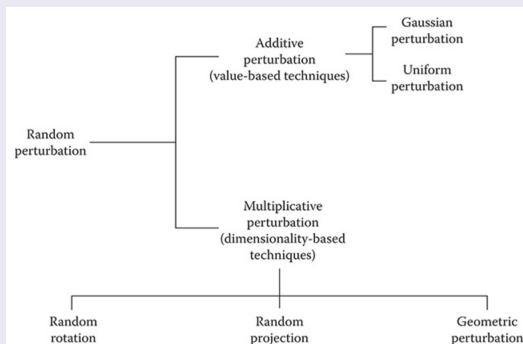 Gaussian
perturbation
Additive
perturbation
(value-based techniques)
Uniform
perturbation
Random
perturbation
Multiplicative
perturbation
(dimensionality-based
techniques)
Random
rotation
Random
projection
Geometric
perturbation